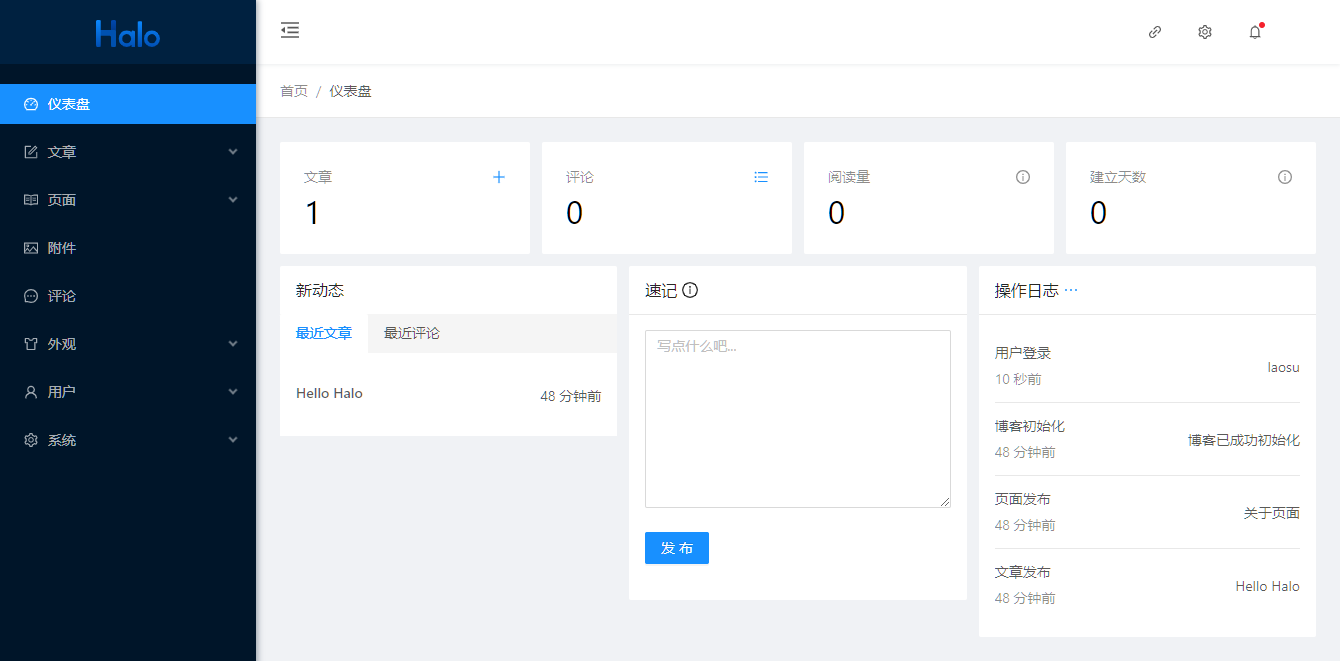 Halo
仪表盘
文章
页面
附件
评论
外观
用户
系统
首页 / 仪表盘
文章
1
评论
0
阅读量
0
建立天数
0
新动态
最近文章 最近评论
Hello Halo 48 分钟前
速记
写点什么吧...
发 布
操作日志 ...
用户登录
10 秒前
laosu
博客初始化
48 分钟前
博客已成功初始化
页面发布
48 分钟前
关于页面
文章发布
48 分钟前
Hello Halo